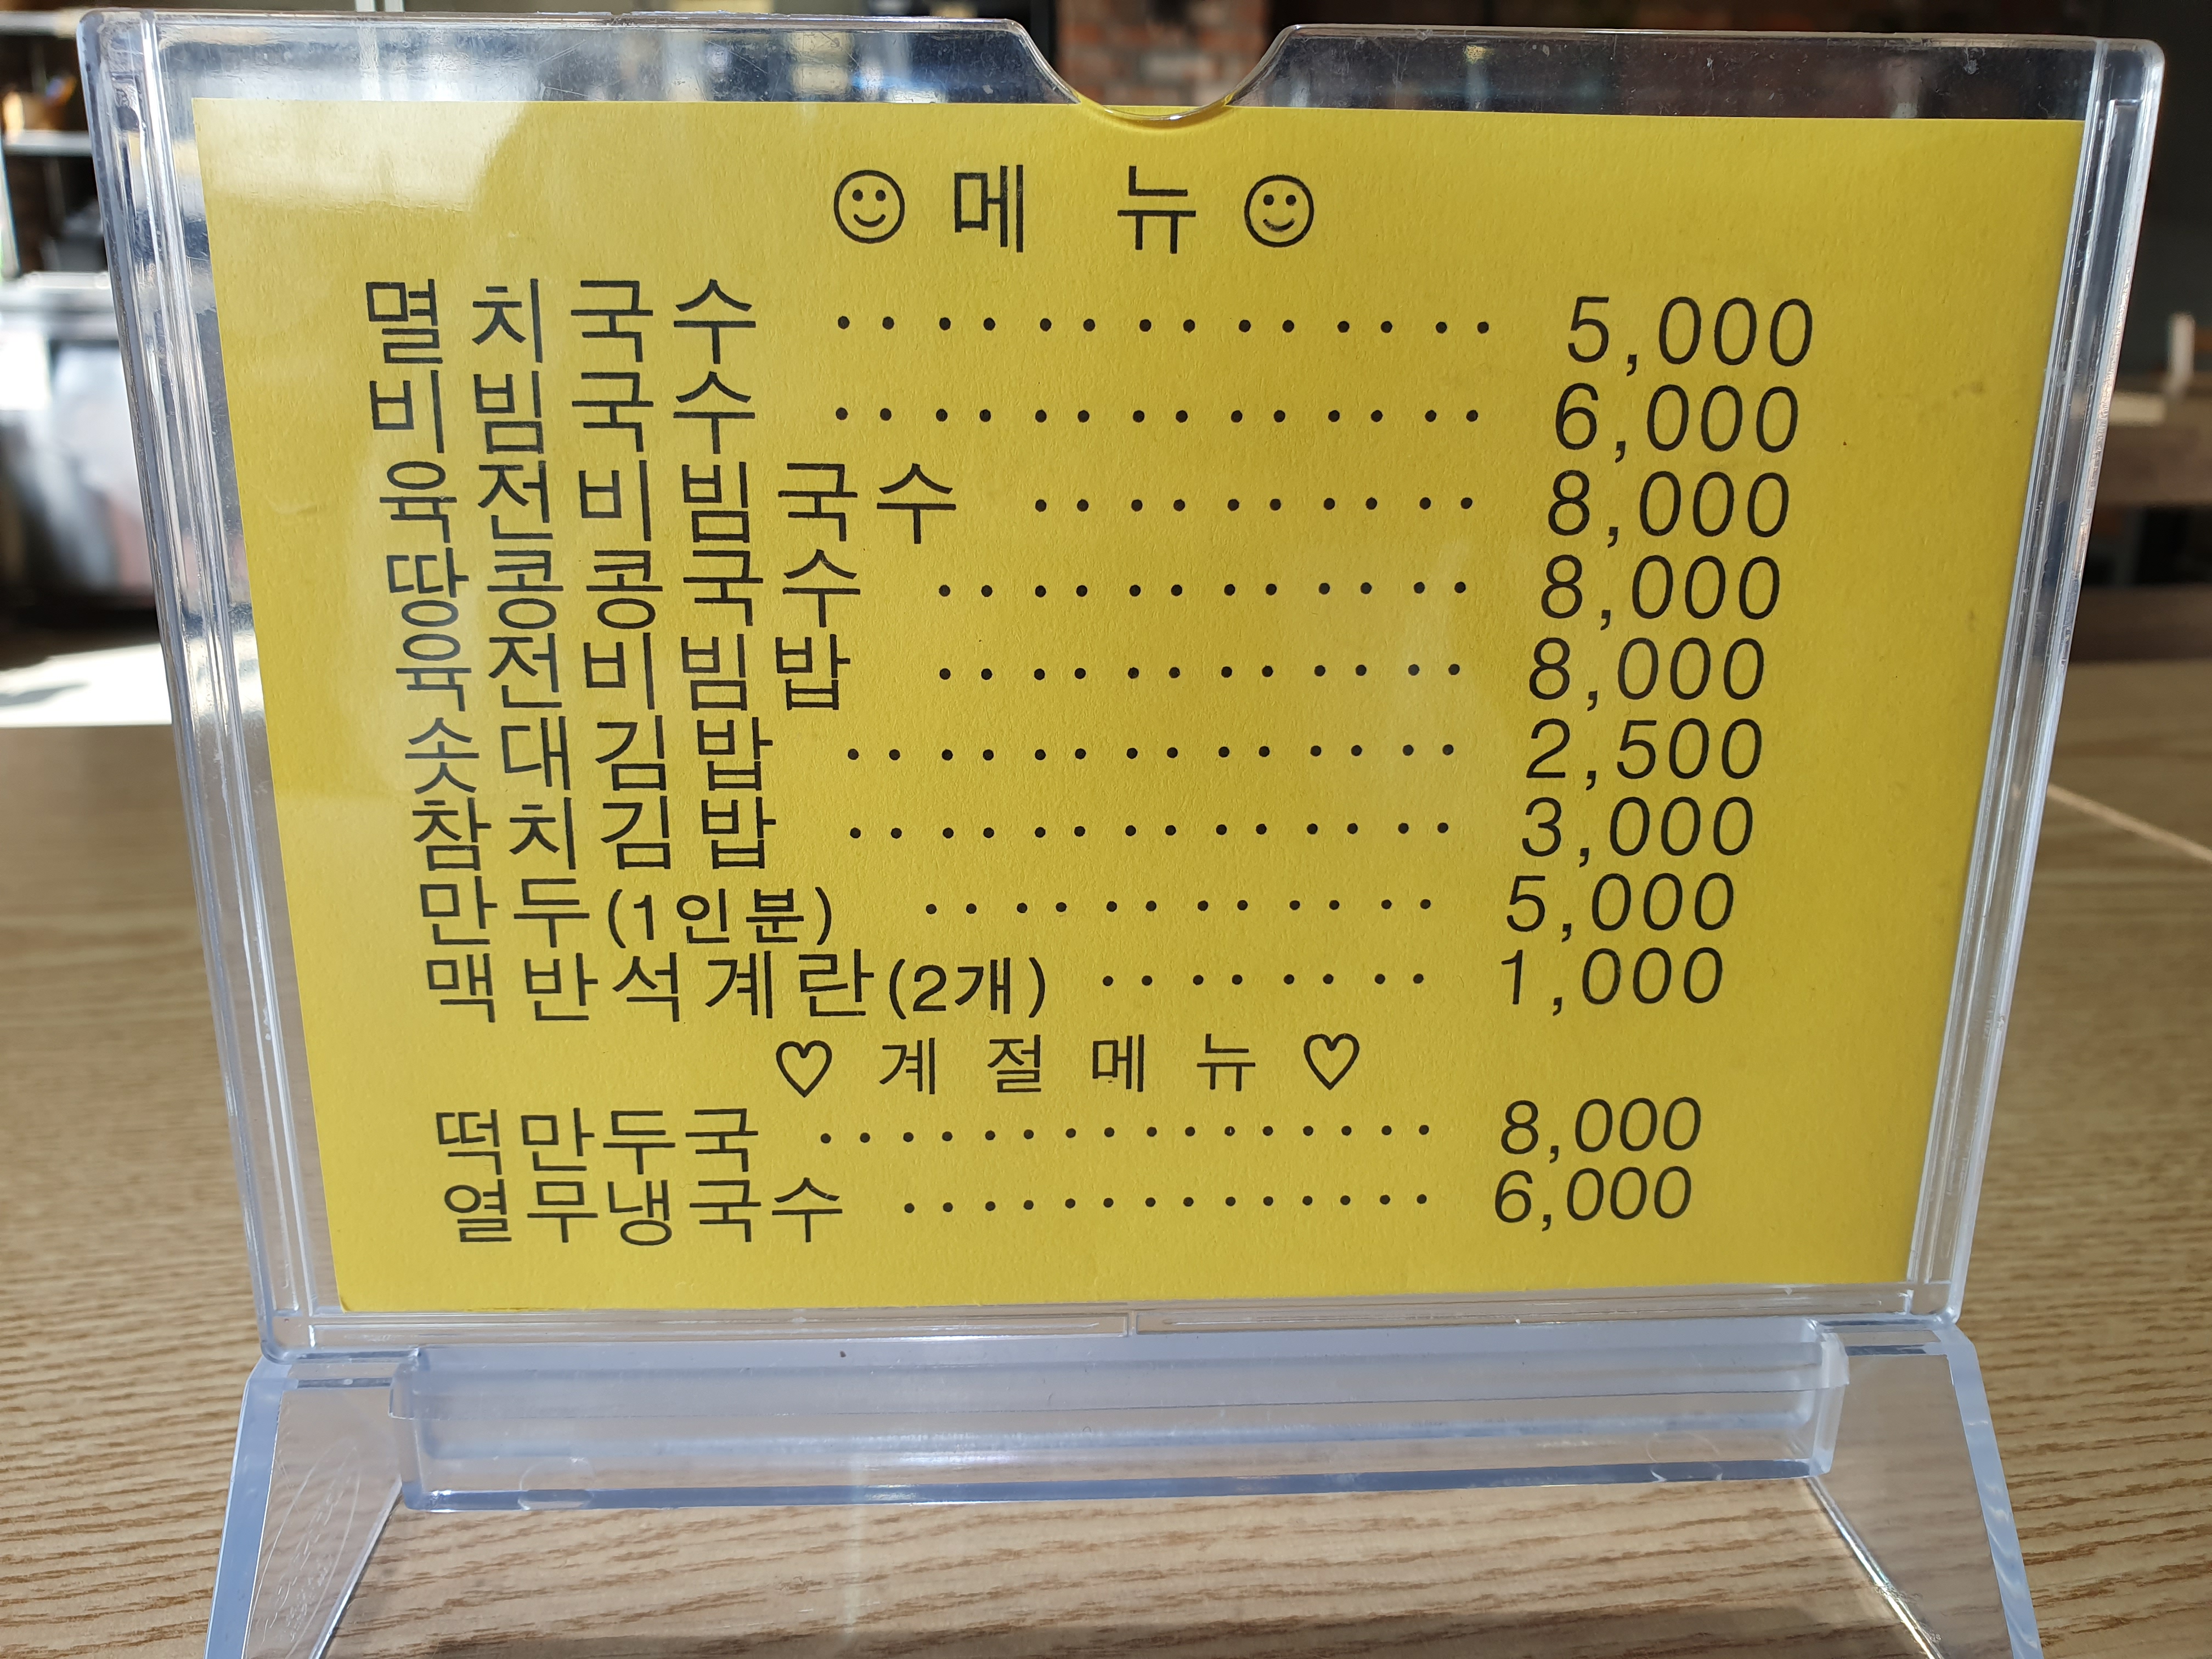 ☺ 메 뉴 ☺
멸치국수 ·············· 5,000
비빔국수 ·············· 6,000
육전비빔국수 ·········· 8,000
땅콩콩국수 ············ 8,000
육전비빔밥 ············ 8,000
솟대김밥 ·············· 2,500
참치김밥 ·············· 3,000
만두(1인분) ············ 5,000
맥반석계란(2개) ········ 1,000
♡ 계 절 메 뉴 ♡
떡만두국 ················ 8,000
열무냉국수 ·············· 6,000